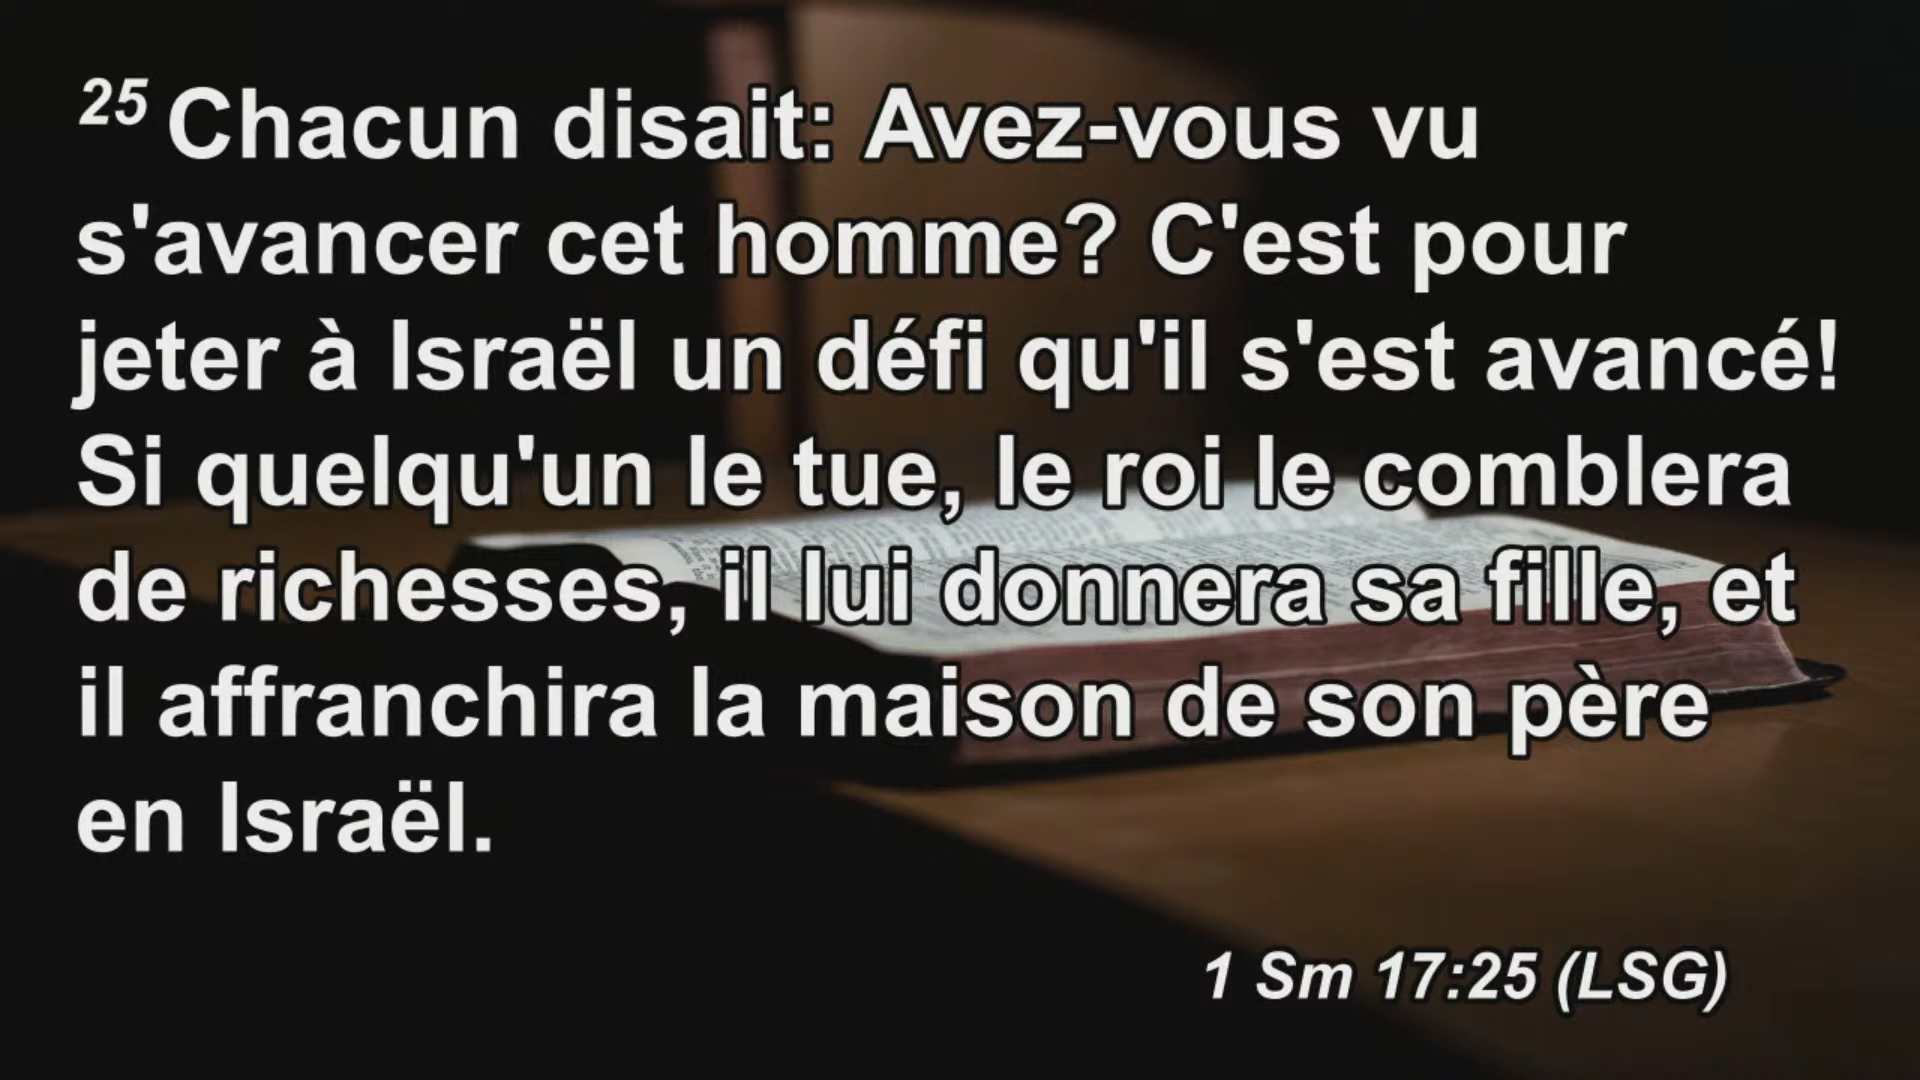 25 Chacun disait: Avez-vous vu
s'avancer cet homme? C'est pour
jeter à Israël un défi qu'il s'est avancé!
Si quelqu'un le tue, le roi le comblera
de richesses, il lui donnera sa fille, et
il affranchira la maison de son père
en Israël.
1 Sm 17:25 (LSG)